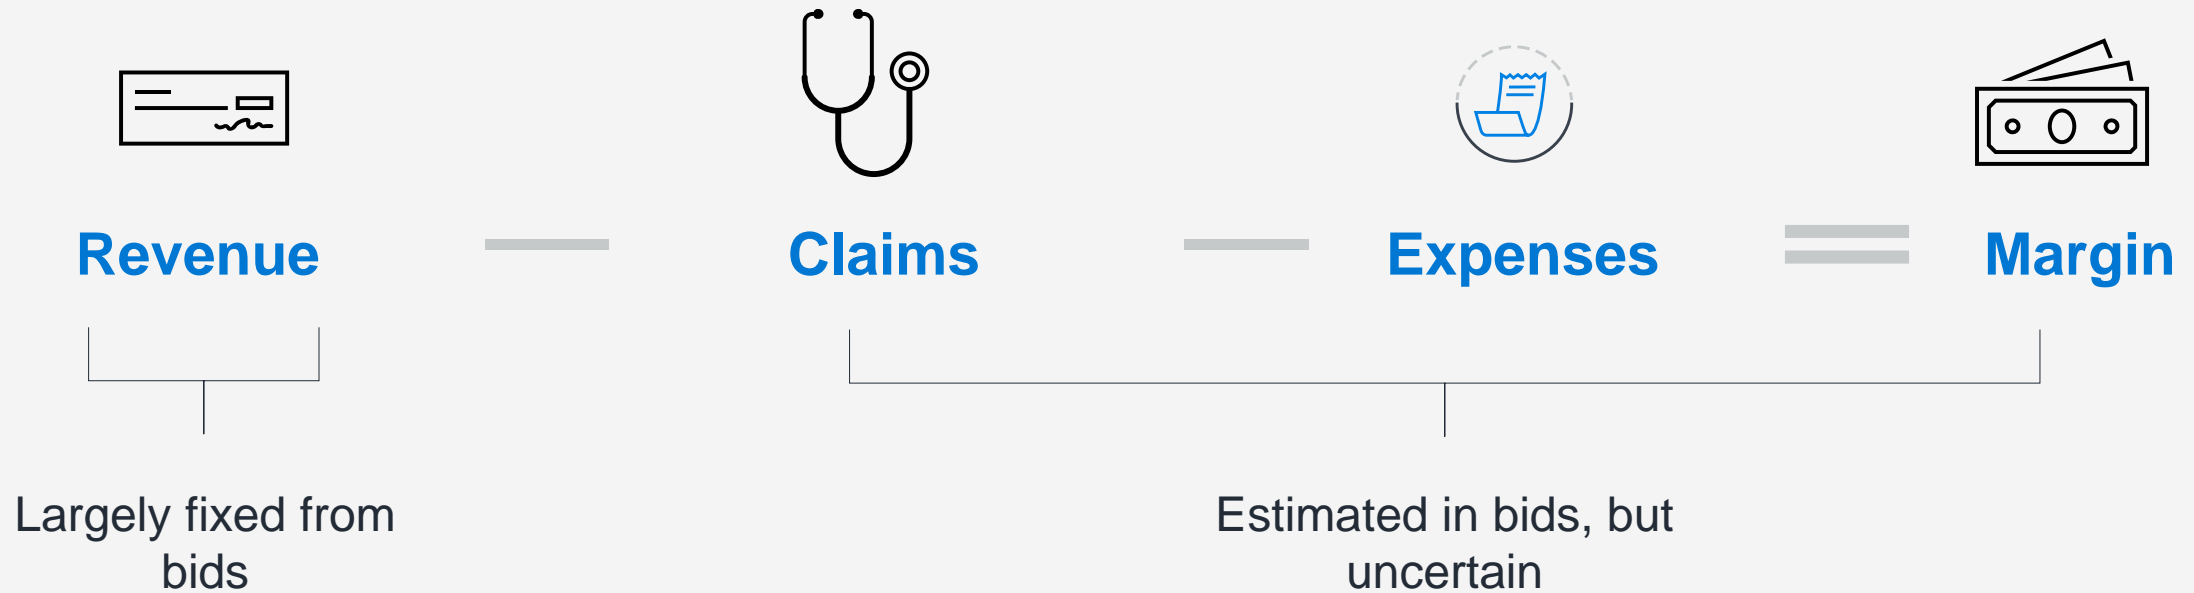 Revenue
Claims
Expenses
Margin
Largely fixed from
bids
Estimated in bids, but
uncertain